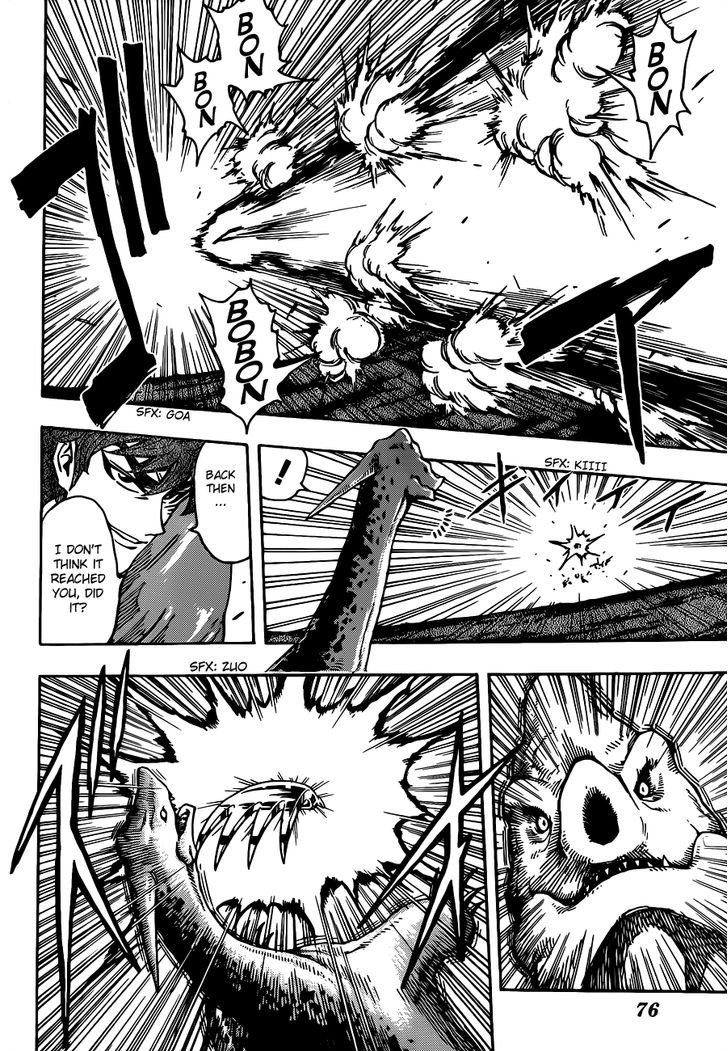 BON
BON
BON
BOBON
ア
SFX: GOA
SFX: KIIII
!
BACK
THEN
...
I DON'T
THINK IT
REACHED
YOU, DID
IT?
SFX: ZUO
76